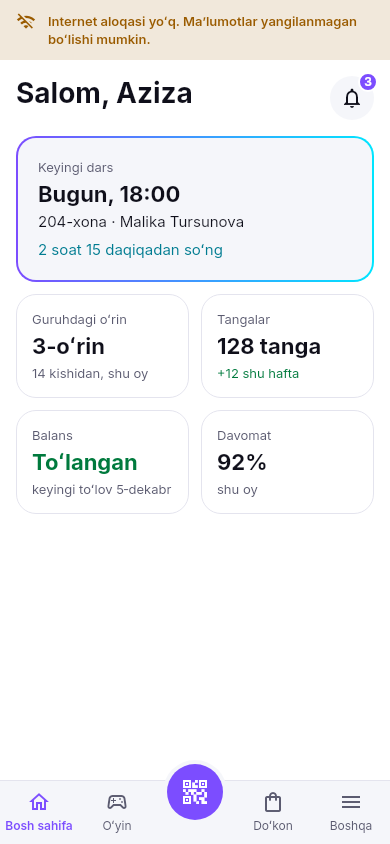 Internet aloqasi yoʻq. Maʼlumotlar yangilanmagan
boʻlishi mumkin.
Salom, Aziza
3
Keyingi dars
Bugun, 18:00
204-xona · Malika Tursunova
2 soat 15 daqiqadan soʻng
Guruhdagi oʻrin
3-oʻrin
14 kishidan, shu oy
Tangalar
128 tanga
+12 shu hafta
Balans
Toʻlangan
keyingi toʻlov 5-dekabr
Davomat
92%
shu oy
Bosh sahifa
Oʻyin
Doʻkon
Boshqa